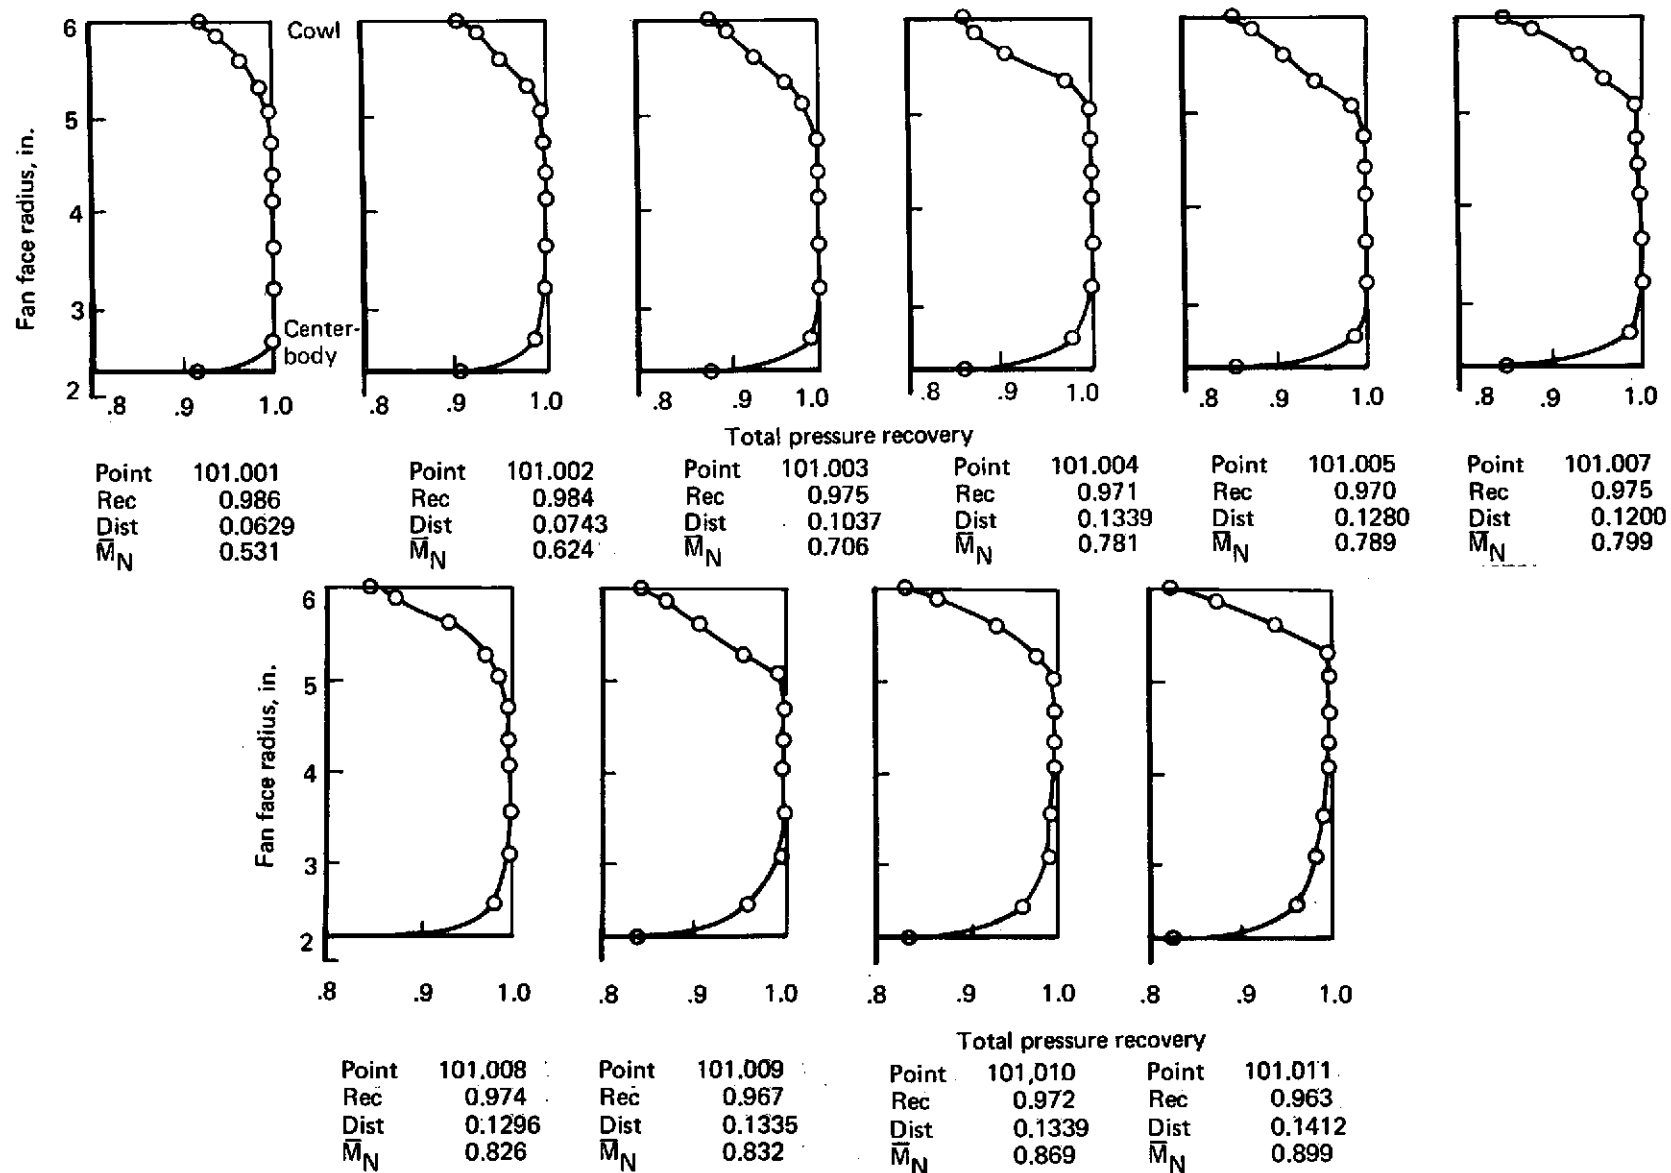 6
5
4
3
2
Fan face radius, in.
Cowl
Center-
body
.8 .9 1.0
.8 .9 1.0
.8 .9 1.0
.8 .9 1.0
.8 .9 1.0
.9 1.0
Total pressure recovery
Point 101.001
Rec 0.986
Dist 0.0629
M̅N 0.531
Point 101.002
Rec 0.984
Dist 0.0743
M̅N 0.624
Point 101.003
Rec 0.975
Dist 0.1037
M̅N 0.706
Point 101.004
Rec 0.971
Dist 0.1339
M̅N 0.781
Point 101.005
Rec 0.970
Dist 0.1280
M̅N 0.789
Point 101.007
Rec 0.975
Dist 0.1200
M̅N 0.799
6
5
4
3
2
Fan face radius, in.
.8 .9 1.0
.8 .9 1.0
.8 .9 1.0
.8 .9 1.0
Total pressure recovery
Point 101.008
Rec 0.974
Dist 0.1296
M̅N 0.826
Point 101.009
Rec 0.967
Dist 0.1335
M̅N 0.832
Point 101,010
Rec 0.972
Dist 0.1339
M̅N 0.869
Point 101.011
Rec 0.963
Dist 0.1412
M̅N 0.899